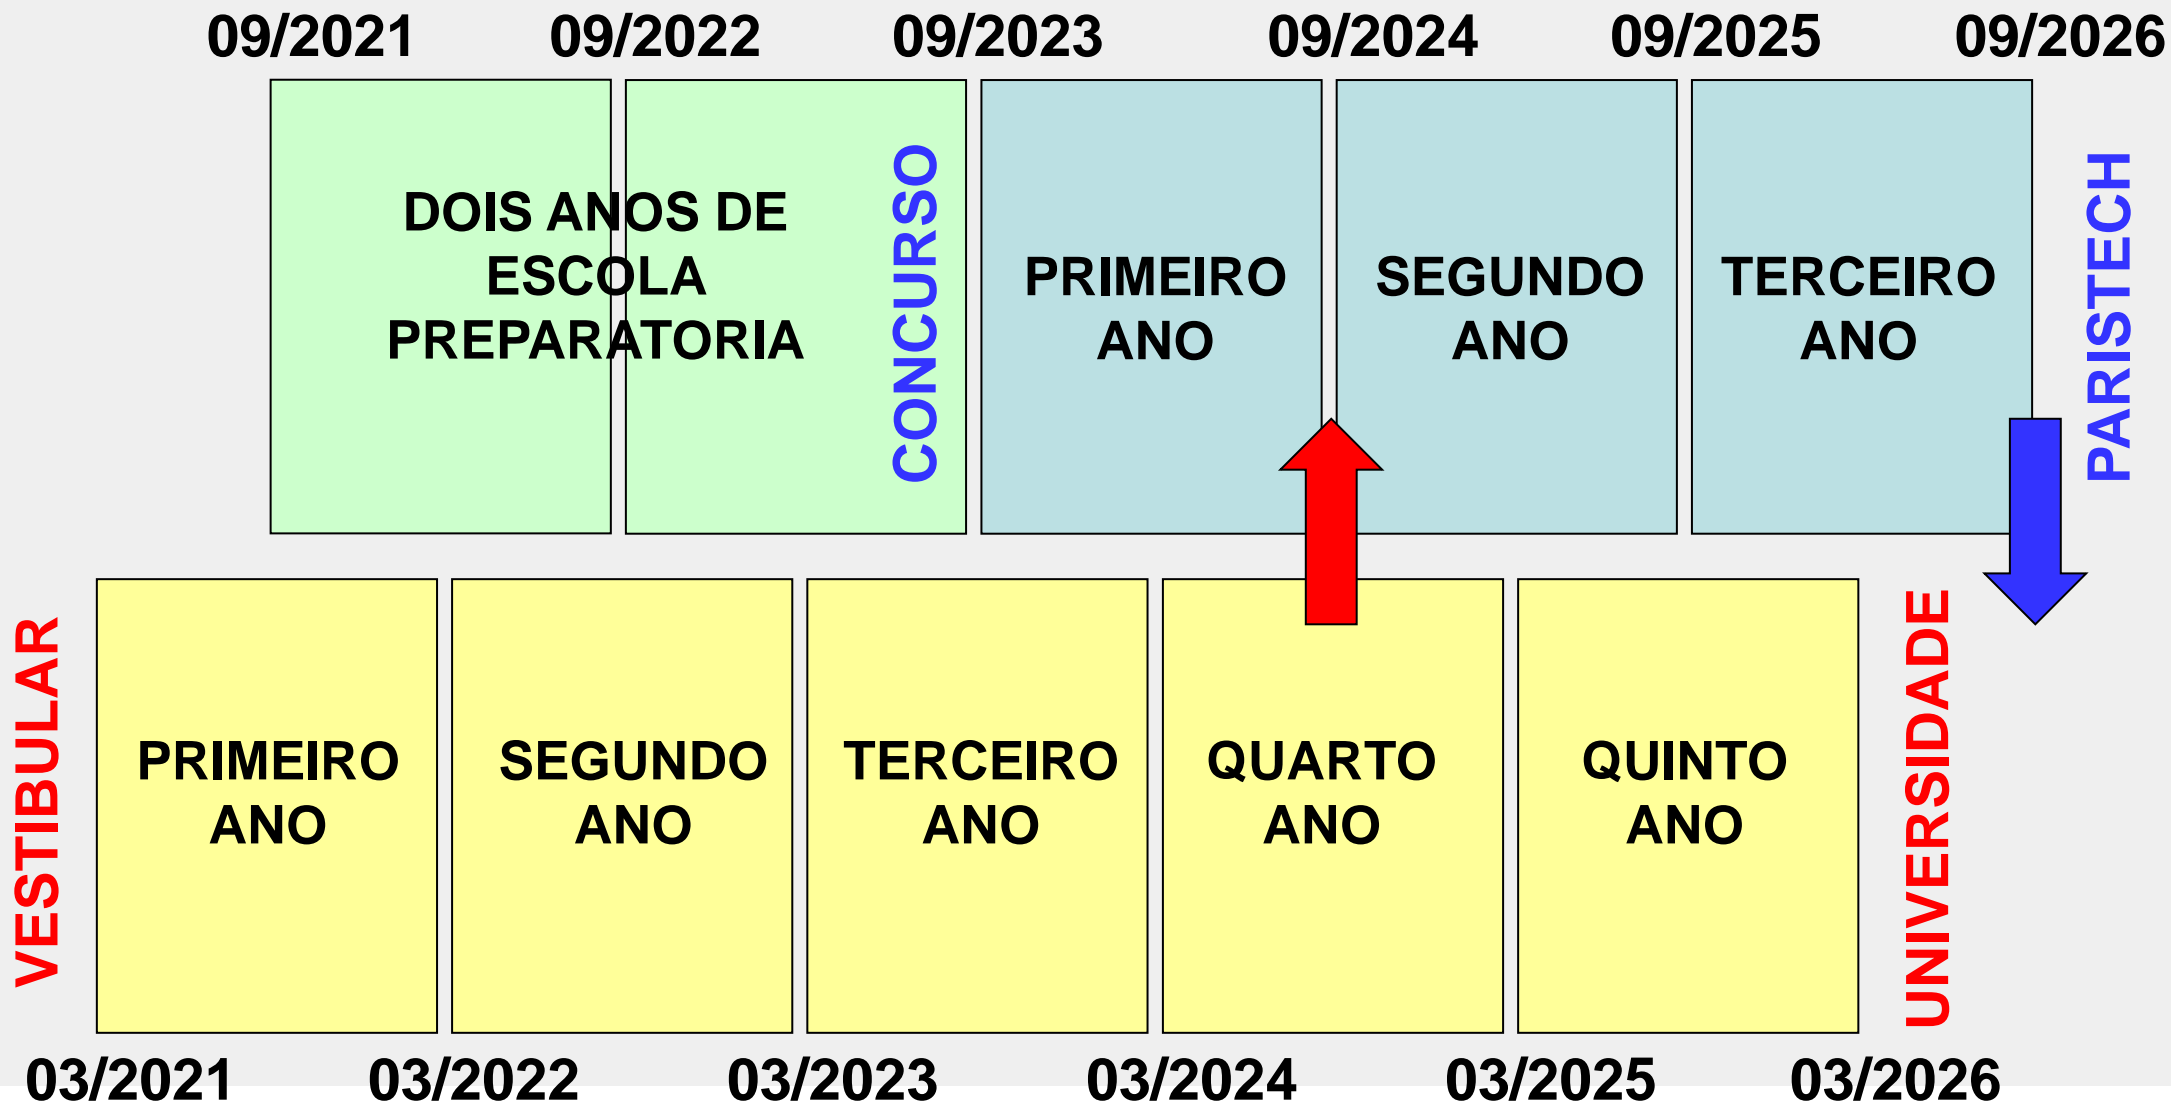 09/2021 09/2022 09/2023 09/2024 09/2025 09/2026
DOIS ANOS DE
ESCOLA
PREPARATORIA
CONCURSO
PRIMEIRO
ANO
SEGUNDO
ANO
TERCEIRO
ANO
PARISTECH
VESTIBULAR
PRIMEIRO
ANO
SEGUNDO
ANO
TERCEIRO
ANO
QUARTO
ANO
QUINTO
ANO
UNIVERSIDADE
03/2021 03/2022 03/2023 03/2024 03/2025 03/2026